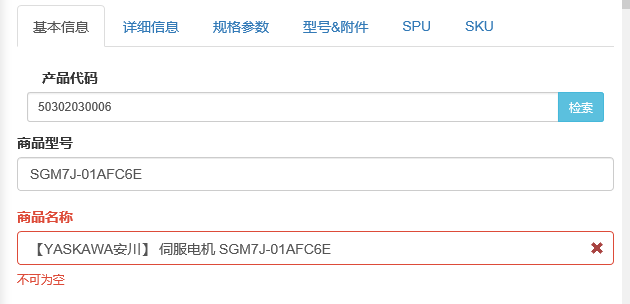 基本信息 详细信息 规格参数 型号&附件 SPU SKU
产品代码
50302030006 检索
商品型号
SGM7J-01AFC6E
商品名称
【YASKAWA安川】 伺服电机 SGM7J-01AFC6E
不可为空